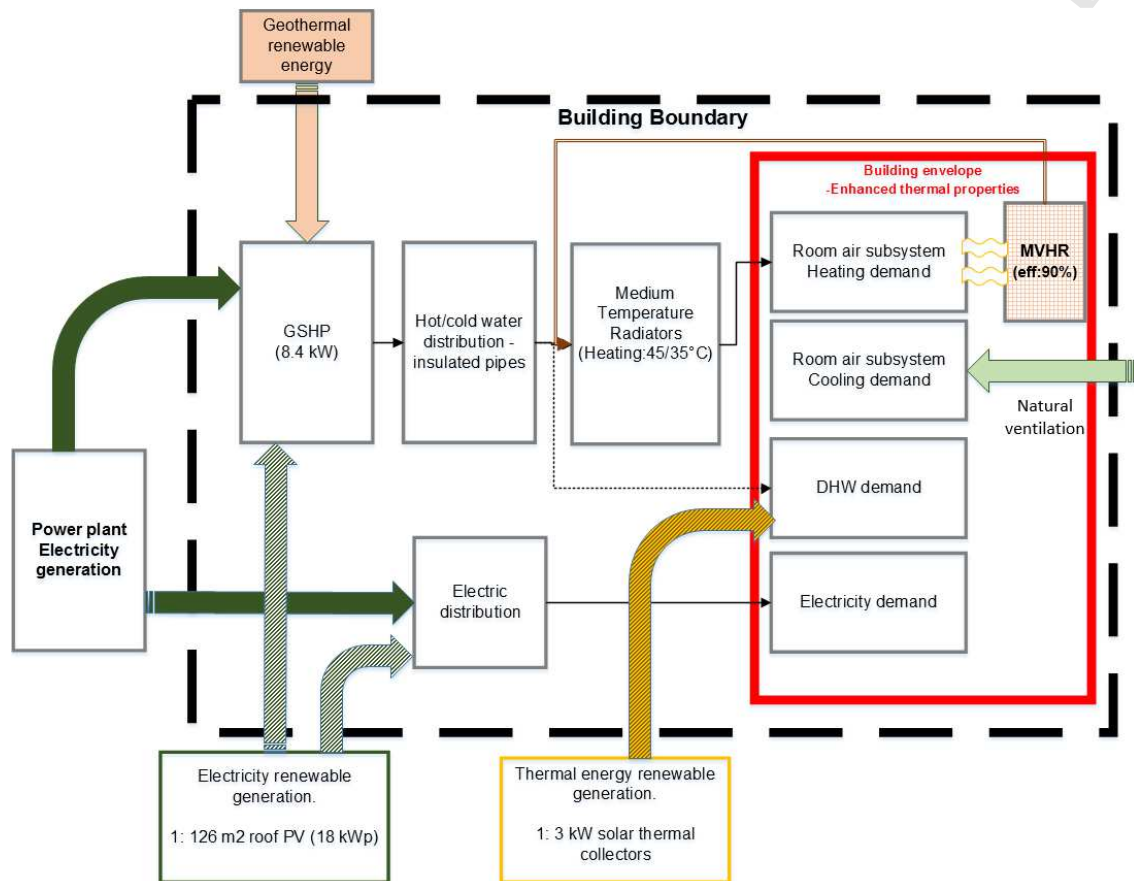 Geothermal
renewable
energy
Building Boundary
Building envelope
-Enhanced thermal properties
GSHP
(8.4 kW)
Hot/cold water
distribution -
insulated pipes
Medium
Temperature
Radiators
(Heating:45/35°C)
Room air subsystem
Heating demand
MVHR
(eff:90%)
Room air subsystem
Cooling demand
Natural
ventilation
DHW demand
Power plant
Electricity
generation
Electric
distribution
Electricity demand
Electricity renewable
generation.
1: 126 m2 roof PV (18 kWp)
Thermal energy renewable
generation.
1: 3 kW solar thermal
collectors